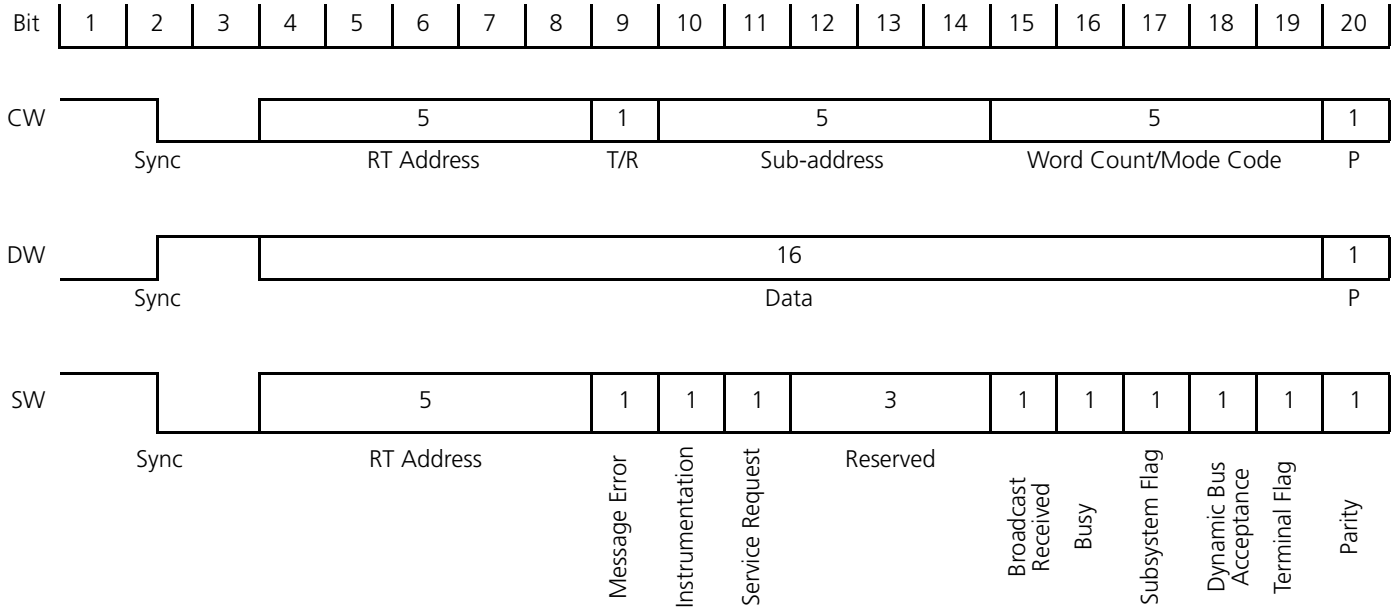 Bit 1 2 3 4 5 6 7 8 9 10 11 12 13 14 15 16 17 18 19 20
CW 5 1 5 5 1
Sync RT Address T/R Sub-address Word Count/Mode Code P
DW 16 1
Sync Data P
SW 5 1 1 1 3 1 1 1 1 1 1
Sync RT Address Reserved
Message Error
Instrumentation
Service Request
Broadcast
Received
Busy
Subsystem Flag
Dynamic Bus
Acceptance
Terminal Flag
Parity